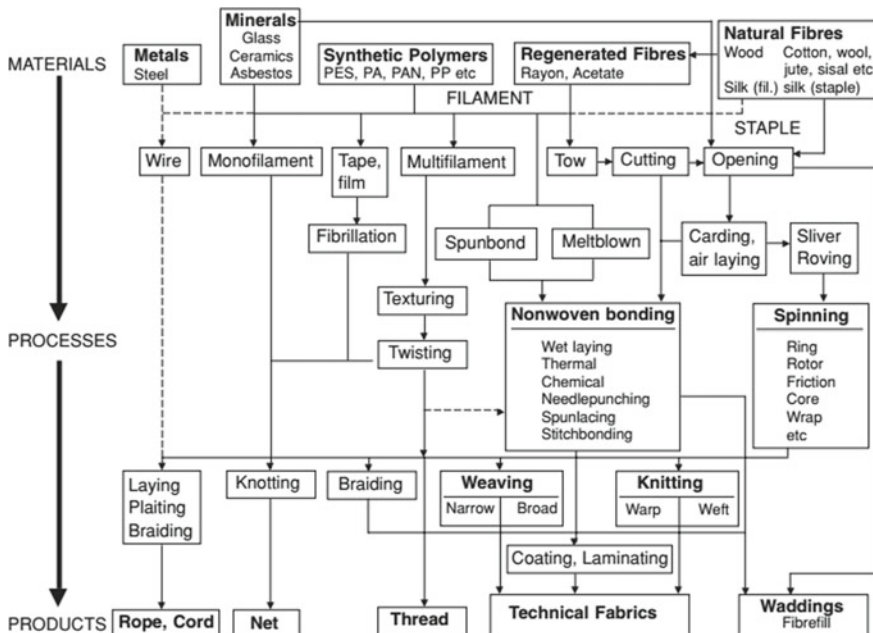 MATERIALS
Metals
Steel
Minerals
Glass
Ceramics
Asbestos
Synthetic Polymers
PES, PA, PAN, PP etc
Regenerated Fibres
Rayon, Acetate
Natural Fibres
Wood Cotton, wool,
jute, sisal etc
Silk (fil.) silk (staple)
FILAMENT
STAPLE
Wire
Monofilament
Tape,
film
Multifilament
Tow
Cutting
Opening
Fibrillation
Spunbond
Meltblown
Carding,
air laying
Sliver
Roving
Texturing
Twisting
PROCESSES
Nonwoven bonding
Wet laying
Thermal
Chemical
Needlepunching
Spunlacing
Stitchbonding
Spinning
Ring
Rotor
Friction
Core
Wrap
etc
Laying
Plaiting
Braiding
Knotting
Braiding
Weaving
Narrow Broad
Knitting
Warp Weft
Coating, Laminating
PRODUCTS
Rope, Cord
Net
Thread
Technical Fabrics
Waddings
Fibrefill